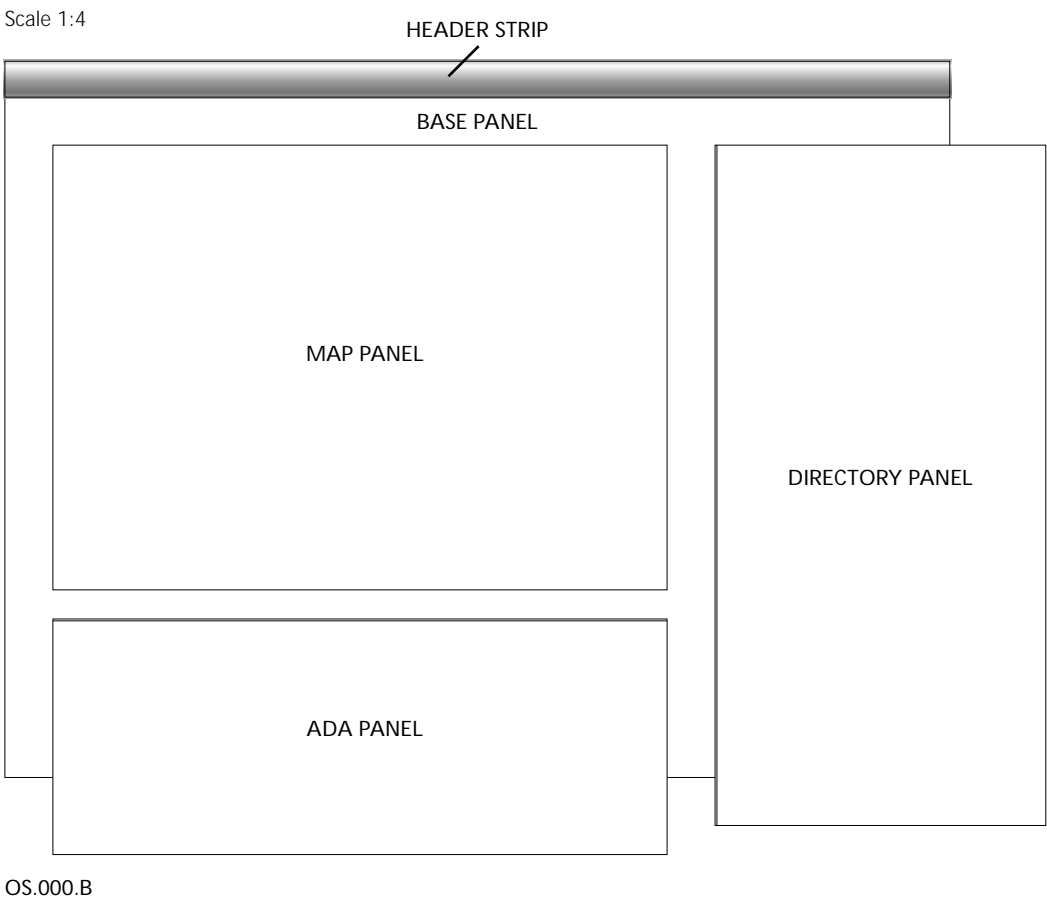 Scale 1:4
HEADER STRIP
BASE PANEL
MAP PANEL
DIRECTORY PANEL
ADA PANEL
OS.000.B